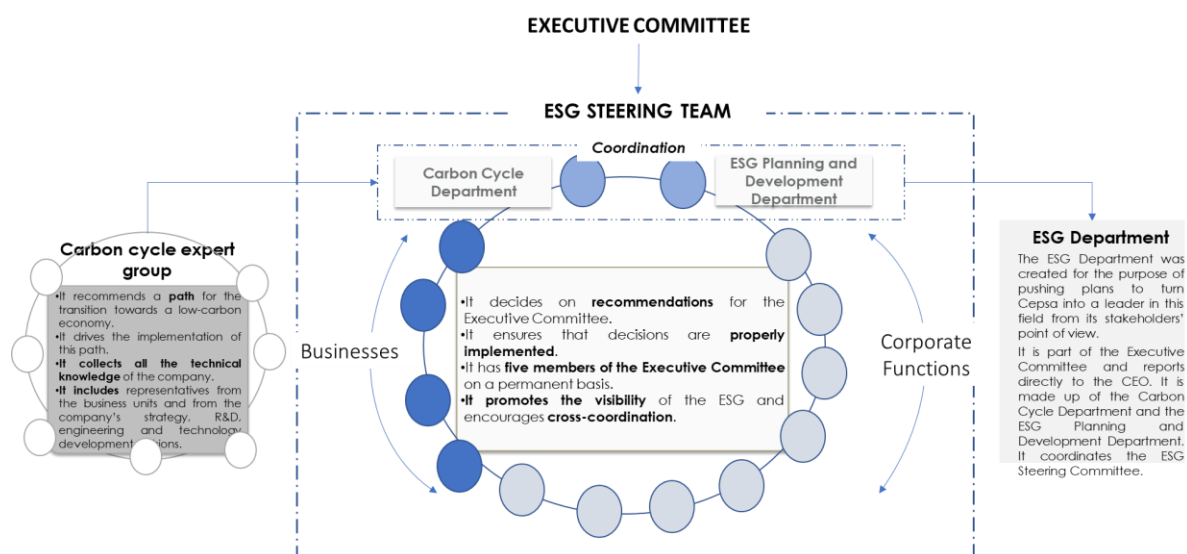 EXECUTIVE COMMITTEE
ESG STEERING TEAM
Coordination
Carbon Cycle
Department
ESG Planning and
Development
Department
Carbon cycle expert
group
•It recommends a path for the
transition towards a low-carbon
economy.
•It drives the implementation of
this path.
•It collects all the technical
knowledge of the company.
•It includes representatives from
the business units and from the
company's strategy, R&D,
engineering and technology
Businesses
•It decides on recommendations for the
Executive Committee.
•It ensures that decisions are properly
implemented.
•It has five members of the Executive Committee
on a permanent basis.
•It promotes the visibility of the ESG and
encourages cross-coordination.
Corporate
Functions
ESG Department
The ESG Department was
created for the purpose of
pushing plans to turn
Cepsa into a leader in this
field from its stakeholders'
point of view.
It is part of the Executive
Committee and reports
directly to the CEO. It is
made up of the Carbon
Cycle Department and the
ESG Planning and
Development Department.
It coordinates the ESG
Steering Committee.